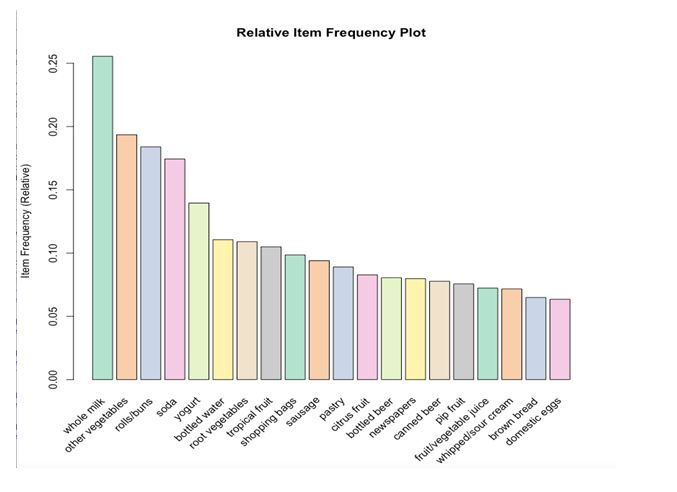 Relative Item Frequency Plot
Item Frequency (Relative)
0.25
0.20
0.15
0.10
0.05
0.00
whole milk
other vegetables
rolls/buns
soda
yogurt
bottled water
root vegetables
tropical fruit
shopping bags
sausage
pastry
citrus fruit
bottled beer
newspapers
canned beer
pip fruit
fruit/vegetable juice
whipped/sour cream
brown bread
domestic eggs